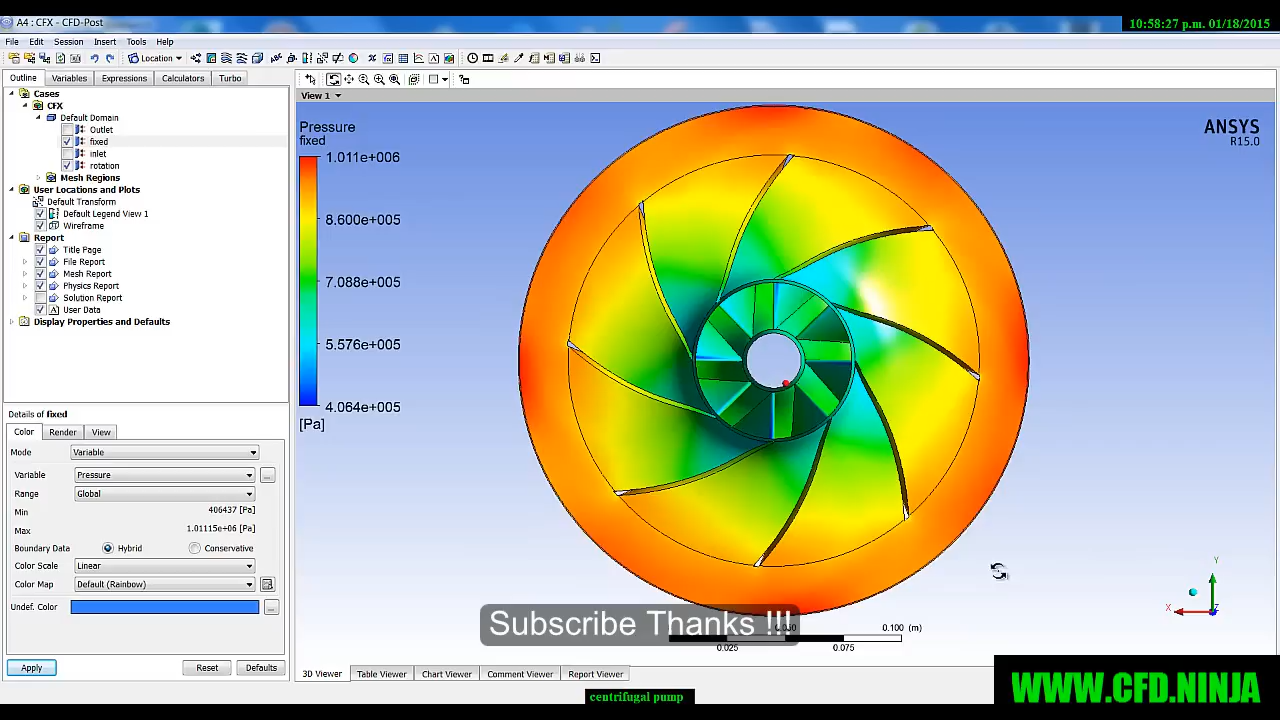 A4 : CFX - CFD-Post
10:58:27 p.m. 01/18/2015
File Edit Session Insert Tools Help
Location
Outline Variables Expressions Calculators Turbo
View 1
Cases
CFX
Default Domain
Outlet
fixed
inlet
rotation
Mesh Regions
User Locations and Plots
Default Transform
Default Legend View 1
Wireframe
Report
Title Page
File Report
Mesh Report
Physics Report
Solution Report
User Data
Display Properties and Defaults
Details of fixed
Color Render View
Mode Variable
Variable Pressure ...
Range Global
Min 406437 [Pa]
Max 1.01115e+06 [Pa]
Boundary Data Hybrid Conservative
Color Scale Linear
Color Map Default (Rainbow)
Undef. Color ...
Apply Reset Defaults
Pressure
fixed
1.011e+006
8.600e+005
7.088e+005
5.576e+005
4.064e+005
[Pa]
ANSYS
R15.0
Y
X
Z
Subscribe Thanks !!!
0.050 0.100 (m)
0.025 0.075
3D Viewer Table Viewer Chart Viewer Comment Viewer Report Viewer
centrifugal pump
WWW.CFD.NINJA